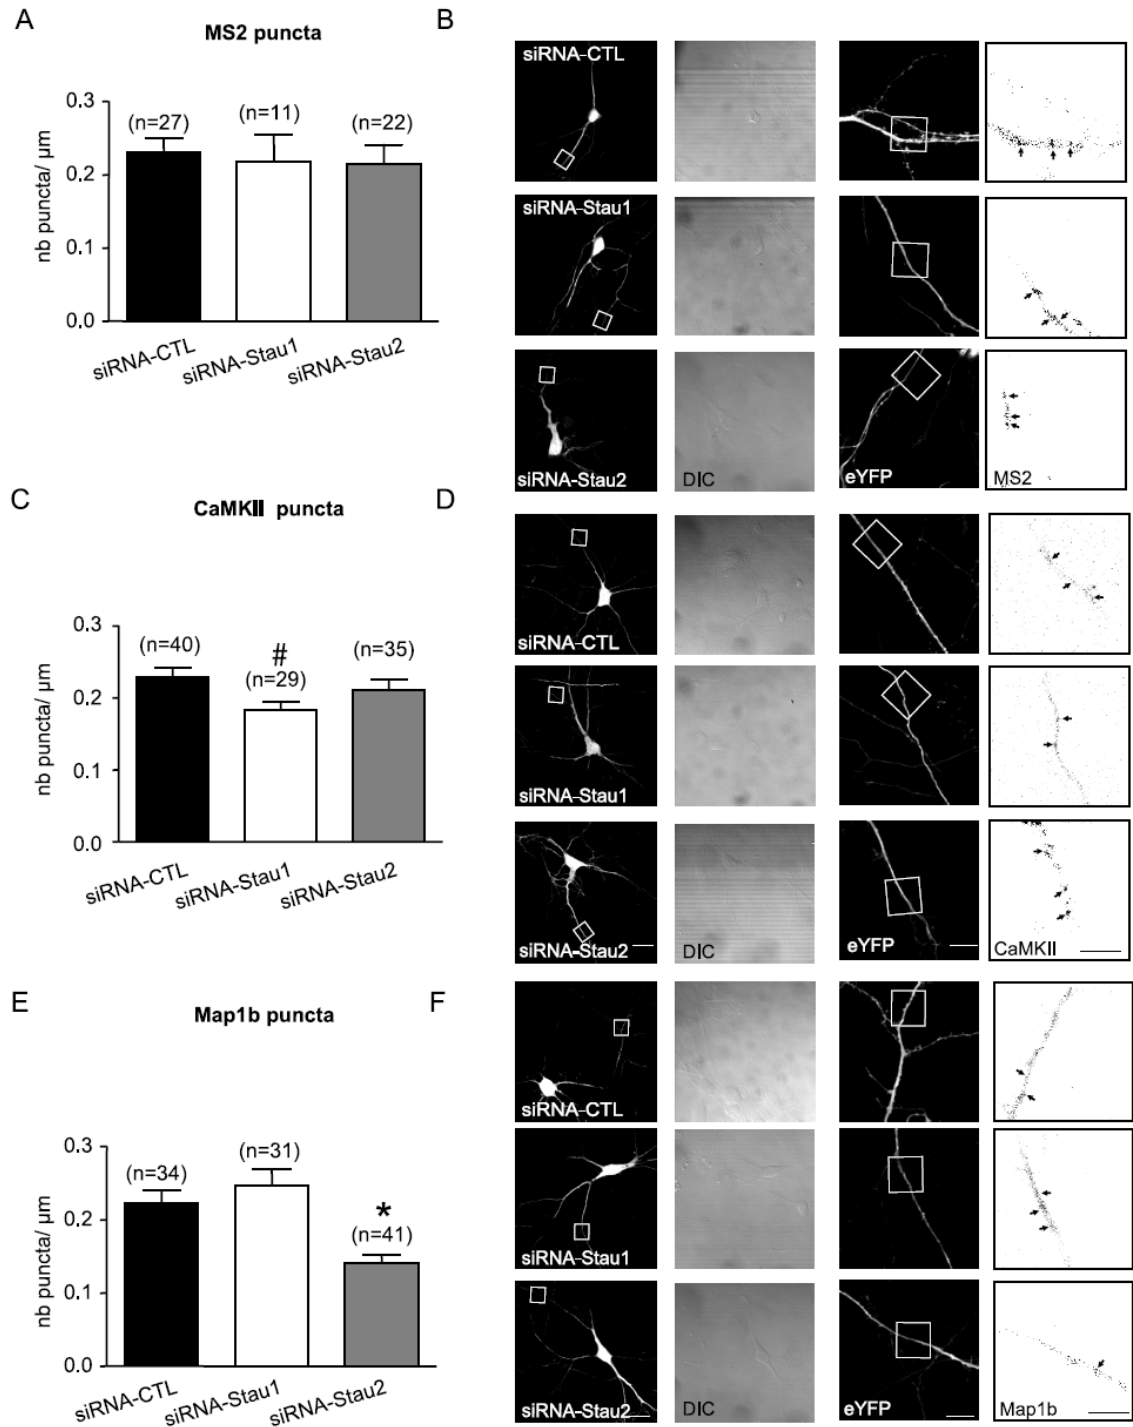 A
MS2 puncta
nb puncta/ µm
0.3
0.2
0.1
0.0
(n=27)
(n=11)
(n=22)
siRNA-CTL
siRNA-Stau1
siRNA-Stau2
B
siRNA-CTL
siRNA-Stau1
siRNA-Stau2
DIC
eYFP
MS2
C
CaMKII puncta
nb puncta/ µm
0.3
0.2
0.1
0.0
(n=40)
#
(n=29)
(n=35)
siRNA-CTL
siRNA-Stau1
siRNA-Stau2
D
siRNA-CTL
siRNA-Stau1
siRNA-Stau2
DIC
eYFP
CaMKII
E
Map1b puncta
nb puncta/ µm
0.3
0.2
0.1
0.0
(n=34)
(n=31)
*
(n=41)
siRNA-CTL
siRNA-Stau1
siRNA-Stau2
F
siRNA-CTL
siRNA-Stau1
siRNA-Stau2
DIC
eYFP
Map1b